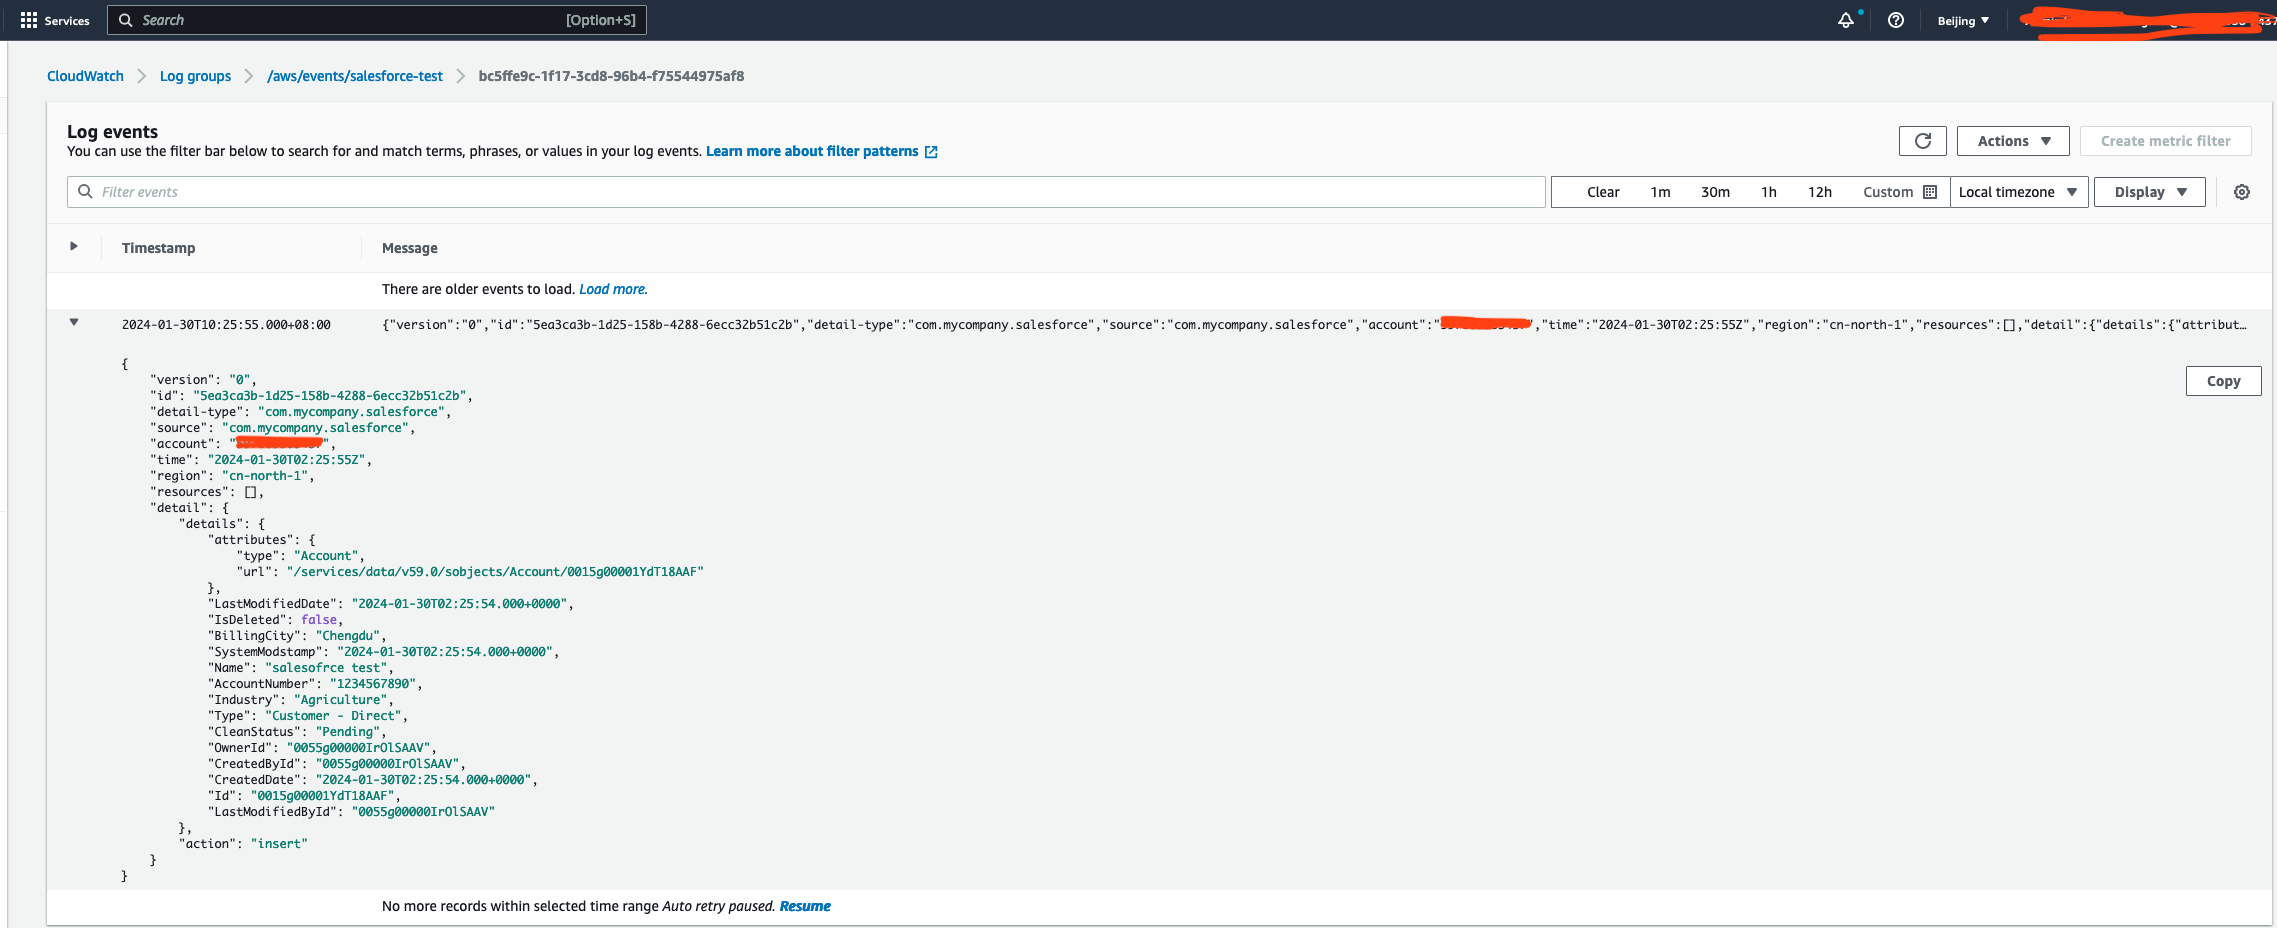 Services
Search [Option+S]
Beijing
CloudWatch
Log groups
/aws/events/salesforce-test
bc5ffe9c-1f17-3cd8-96b4-f75544975af8
Log events
You can use the filter bar below to search for and match terms, phrases, or values in your log events. Learn more about filter patterns
Actions
Create metric filter
Filter events
Clear 1m 30m 1h 12h Custom Local timezone Display
Timestamp Message
There are older events to load. Load more.
2024-01-30T10:25:55.000+08:00 {"version":"0","id":"5ea3ca3b-1d25-158b-4288-6ecc32b51c2b","detail-type":"com.mycompany.salesforce","source":"com.mycompany.salesforce","account":" ","time":"2024-01-30T02:25:55Z","region":"cn-north-1","resources":[],"detail":{"details":{"attribut...
Copy
{
"version": "0",
"id": "5ea3ca3b-1d25-158b-4288-6ecc32b51c2b",
"detail-type": "com.mycompany.salesforce",
"source": "com.mycompany.salesforce",
"account": " ",
"time": "2024-01-30T02:25:55Z",
"region": "cn-north-1",
"resources": [],
"detail": {
"details": {
"attributes": {
"type": "Account",
"url": "/services/data/v59.0/sobjects/Account/0015g00001YdT18AAF"
},
"LastModifiedDate": "2024-01-30T02:25:54.000+0000",
"IsDeleted": false,
"BillingCity": "Chengdu",
"SystemModstamp": "2024-01-30T02:25:54.000+0000",
"Name": "salesofrce test",
"AccountNumber": "1234567890",
"Industry": "Agriculture",
"Type": "Customer - Direct",
"CleanStatus": "Pending",
"OwnerId": "0055g00000IrOlSAAV",
"CreatedById": "0055g00000IrOlSAAV",
"CreatedDate": "2024-01-30T02:25:54.000+0000",
"Id": "0015g00001YdT18AAF",
"LastModifiedById": "0055g00000IrOlSAAV"
},
"action": "insert"
}
}
No more records within selected time range Auto retry paused. Resume